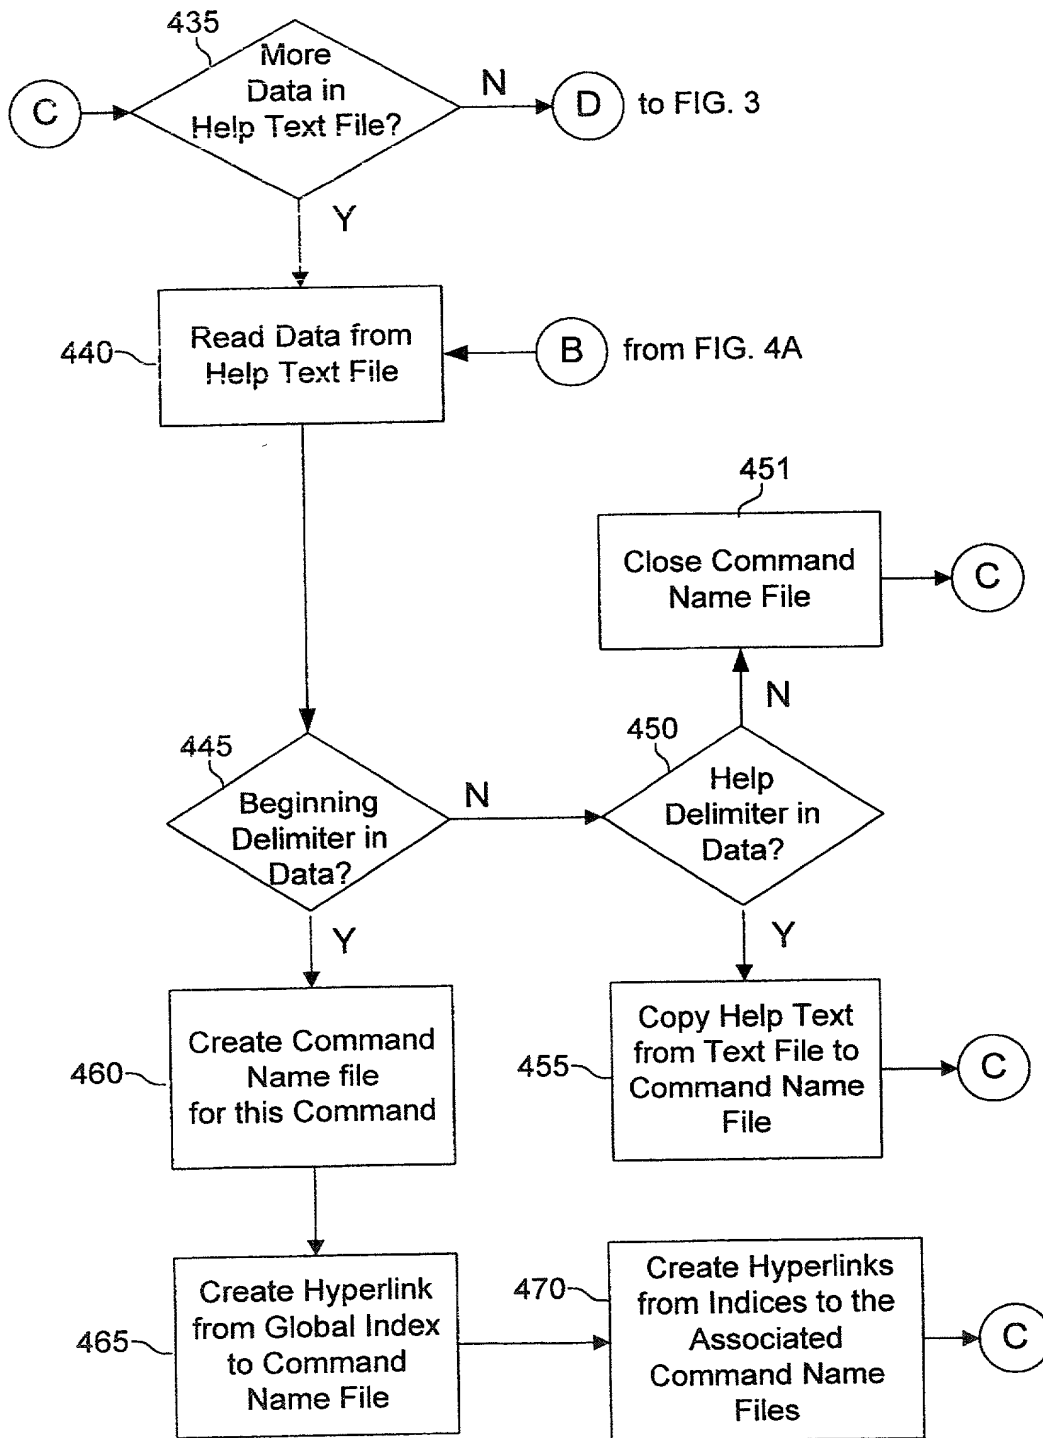 435
More
Data in
Help Text File?
C
N
D
to FIG. 3
Y
440
Read Data from
Help Text File
B
from FIG. 4A
451
Close Command
Name File
C
N
445
Beginning
Delimiter in
Data?
N
450
Help
Delimiter in
Data?
Y
Y
460
Create Command
Name file
for this Command
455
Copy Help Text
from Text File to
Command Name
File
C
465
Create Hyperlink
from Global Index
to Command
Name File
470
Create Hyperlinks
from Indices to the
Associated
Command Name
Files
C